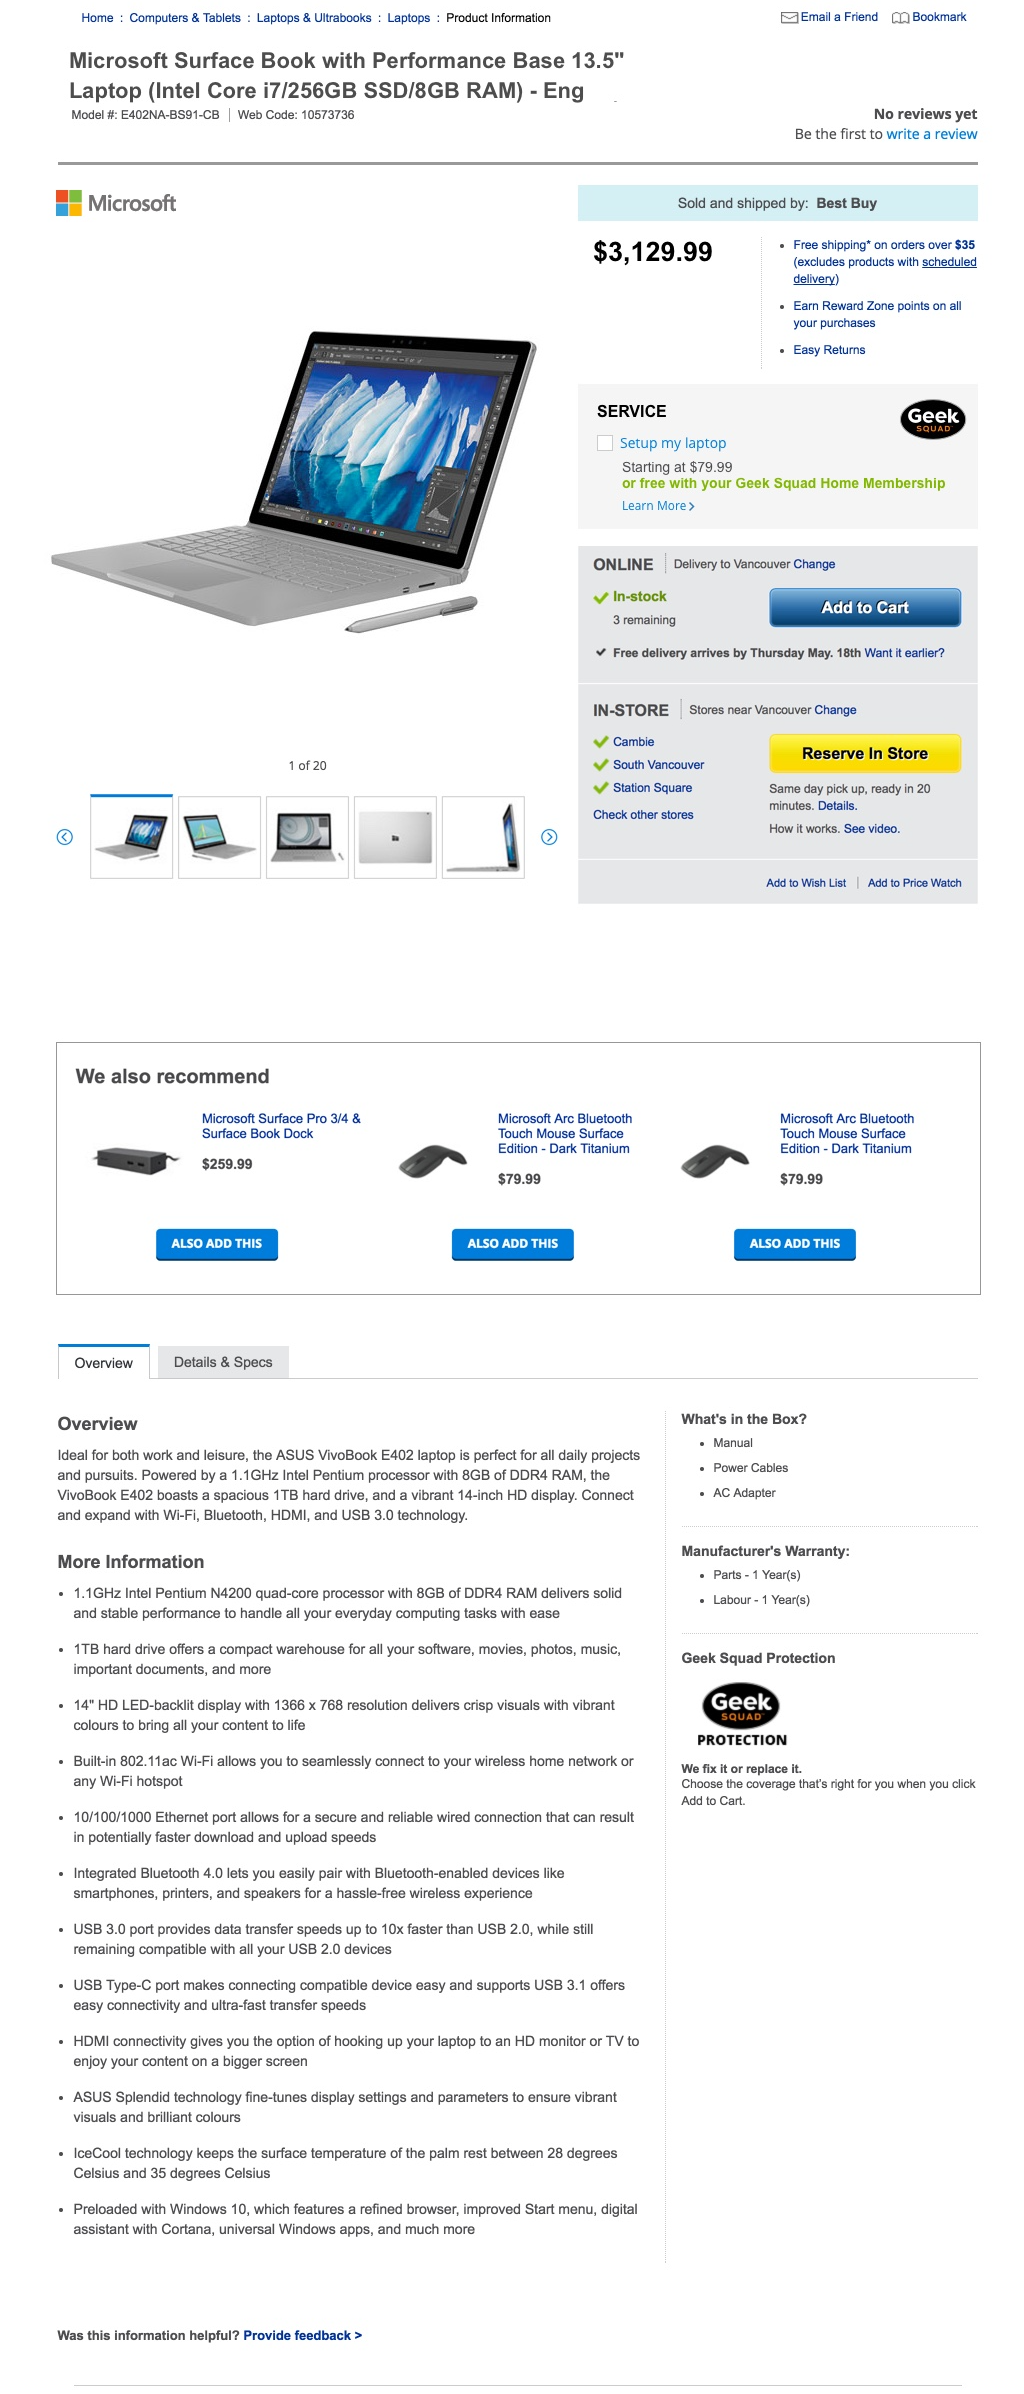 Home : Computers & Tablets : Laptops & Ultrabooks : Laptops : Product Information
Email a Friend
Bookmark
Microsoft Surface Book with Performance Base 13.5"
Laptop (Intel Core i7/256GB SSD/8GB RAM) - Eng
Model #: E402NA-BS91-CB
Web Code: 10573736
No reviews yet
Be the first to write a review
Microsoft
Sold and shipped by: Best Buy
$3,129.99
Free shipping* on orders over $35
(excludes products with scheduled
delivery)
Earn Reward Zone points on all
your purchases
Easy Returns
SERVICE
Geek
SQUAD
Setup my laptop
Starting at $79.99
or free with your Geek Squad Home Membership
Learn More
ONLINE
Delivery to Vancouver Change
In-stock
3 remaining
Add to Cart
Free delivery arrives by Thursday May. 18th Want it earlier?
IN-STORE
Stores near Vancouver Change
Cambie
South Vancouver
Station Square
Check other stores
Reserve In Store
Same day pick up, ready in 20
minutes. Details.
How it works. See video.
Add to Wish List
Add to Price Watch
1 of 20
We also recommend
Microsoft Surface Pro 3/4 &
Surface Book Dock
$259.99
ALSO ADD THIS
Microsoft Arc Bluetooth
Touch Mouse Surface
Edition - Dark Titanium
$79.99
ALSO ADD THIS
Microsoft Arc Bluetooth
Touch Mouse Surface
Edition - Dark Titanium
$79.99
ALSO ADD THIS
Overview
Details & Specs
Overview
Ideal for both work and leisure, the ASUS VivoBook E402 laptop is perfect for all daily projects
and pursuits. Powered by a 1.1GHz Intel Pentium processor with 8GB of DDR4 RAM, the
VivoBook E402 boasts a spacious 1TB hard drive, and a vibrant 14-inch HD display. Connect
and expand with Wi-Fi, Bluetooth, HDMI, and USB 3.0 technology.
More Information
1.1GHz Intel Pentium N4200 quad-core processor with 8GB of DDR4 RAM delivers solid
and stable performance to handle all your everyday computing tasks with ease
1TB hard drive offers a compact warehouse for all your software, movies, photos, music,
important documents, and more
14" HD LED-backlit display with 1366 x 768 resolution delivers crisp visuals with vibrant
colours to bring all your content to life
Built-in 802.11ac Wi-Fi allows you to seamlessly connect to your wireless home network or
any Wi-Fi hotspot
10/100/1000 Ethernet port allows for a secure and reliable wired connection that can result
in potentially faster download and upload speeds
Integrated Bluetooth 4.0 lets you easily pair with Bluetooth-enabled devices like
smartphones, printers, and speakers for a hassle-free wireless experience
USB 3.0 port provides data transfer speeds up to 10x faster than USB 2.0, while still
remaining compatible with all your USB 2.0 devices
USB Type-C port makes connecting compatible device easy and supports USB 3.1 offers
easy connectivity and ultra-fast transfer speeds
HDMI connectivity gives you the option of hooking up your laptop to an HD monitor or TV to
enjoy your content on a bigger screen
ASUS Splendid technology fine-tunes display settings and parameters to ensure vibrant
visuals and brilliant colours
IceCool technology keeps the surface temperature of the palm rest between 28 degrees
Celsius and 35 degrees Celsius
Preloaded with Windows 10, which features a refined browser, improved Start menu, digital
assistant with Cortana, universal Windows apps, and much more
What's in the Box?
Manual
Power Cables
AC Adapter
Manufacturer's Warranty:
Parts - 1 Year(s)
Labour - 1 Year(s)
Geek Squad Protection
Geek
SQUAD
PROTECTION
We fix it or replace it.
Choose the coverage that's right for you when you click
Add to Cart.
Was this information helpful? Provide feedback >